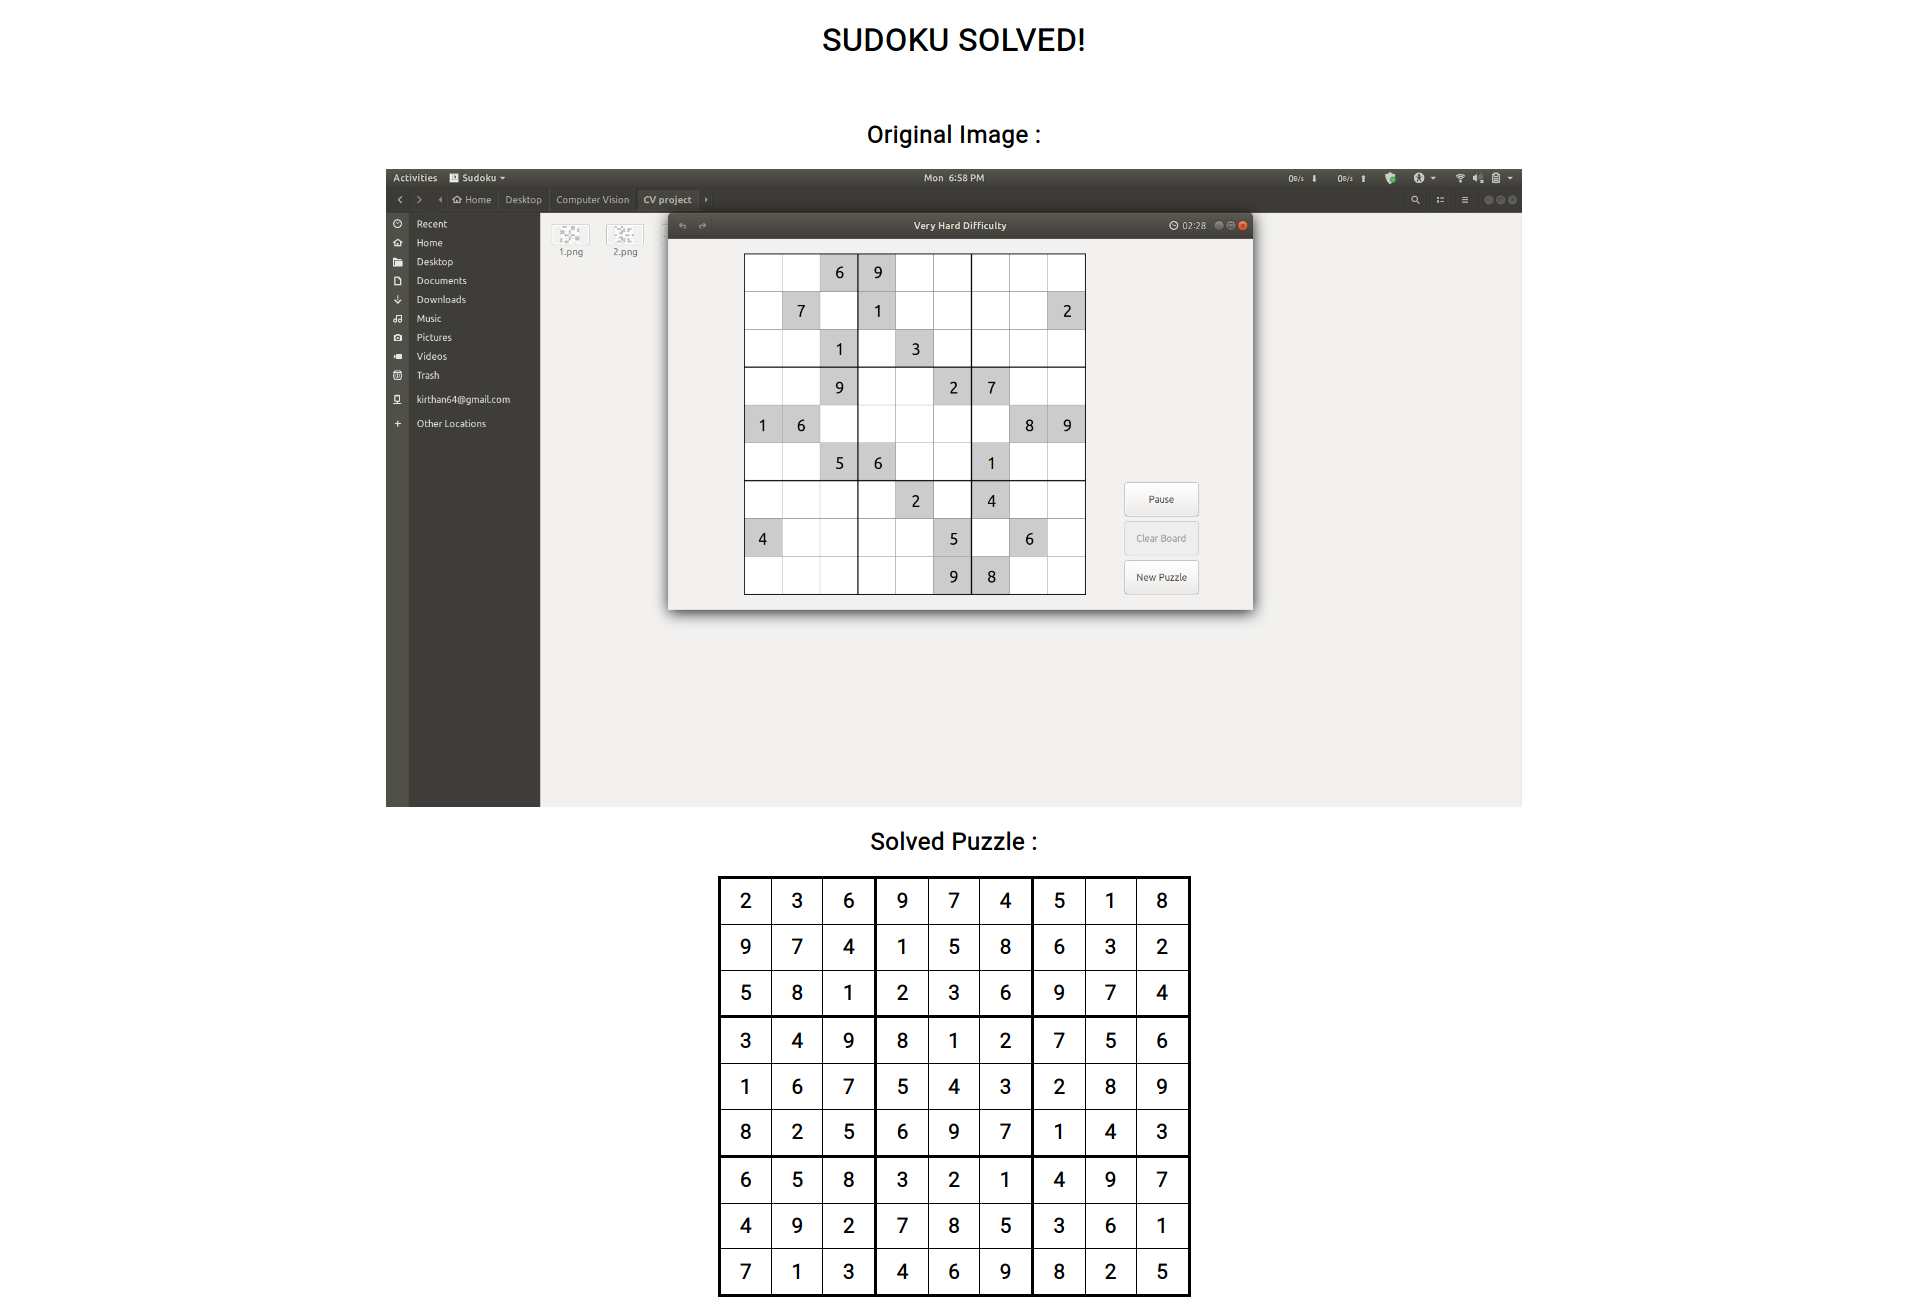 SUDOKU SOLVED!
Original Image :
Activities Sudoku Mon 6:58 PM 0B/s 0B/s
Home Desktop Computer Vision CV project
Recent
Home
Desktop
Documents
Downloads
Music
Pictures
Videos
Trash
kirthan64@gmail.com
+ Other Locations
1.png 2.png
Very Hard Difficulty 02:28
6 9
7 1 2
1 3
9 2 7
1 6 8 9
5 6 1
2 4
4 5 6
9 8
Pause
Clear Board
New Puzzle
Solved Puzzle :
2 3 6 9 7 4 5 1 8
9 7 4 1 5 8 6 3 2
5 8 1 2 3 6 9 7 4
3 4 9 8 1 2 7 5 6
1 6 7 5 4 3 2 8 9
8 2 5 6 9 7 1 4 3
6 5 8 3 2 1 4 9 7
4 9 2 7 8 5 3 6 1
7 1 3 4 6 9 8 2 5